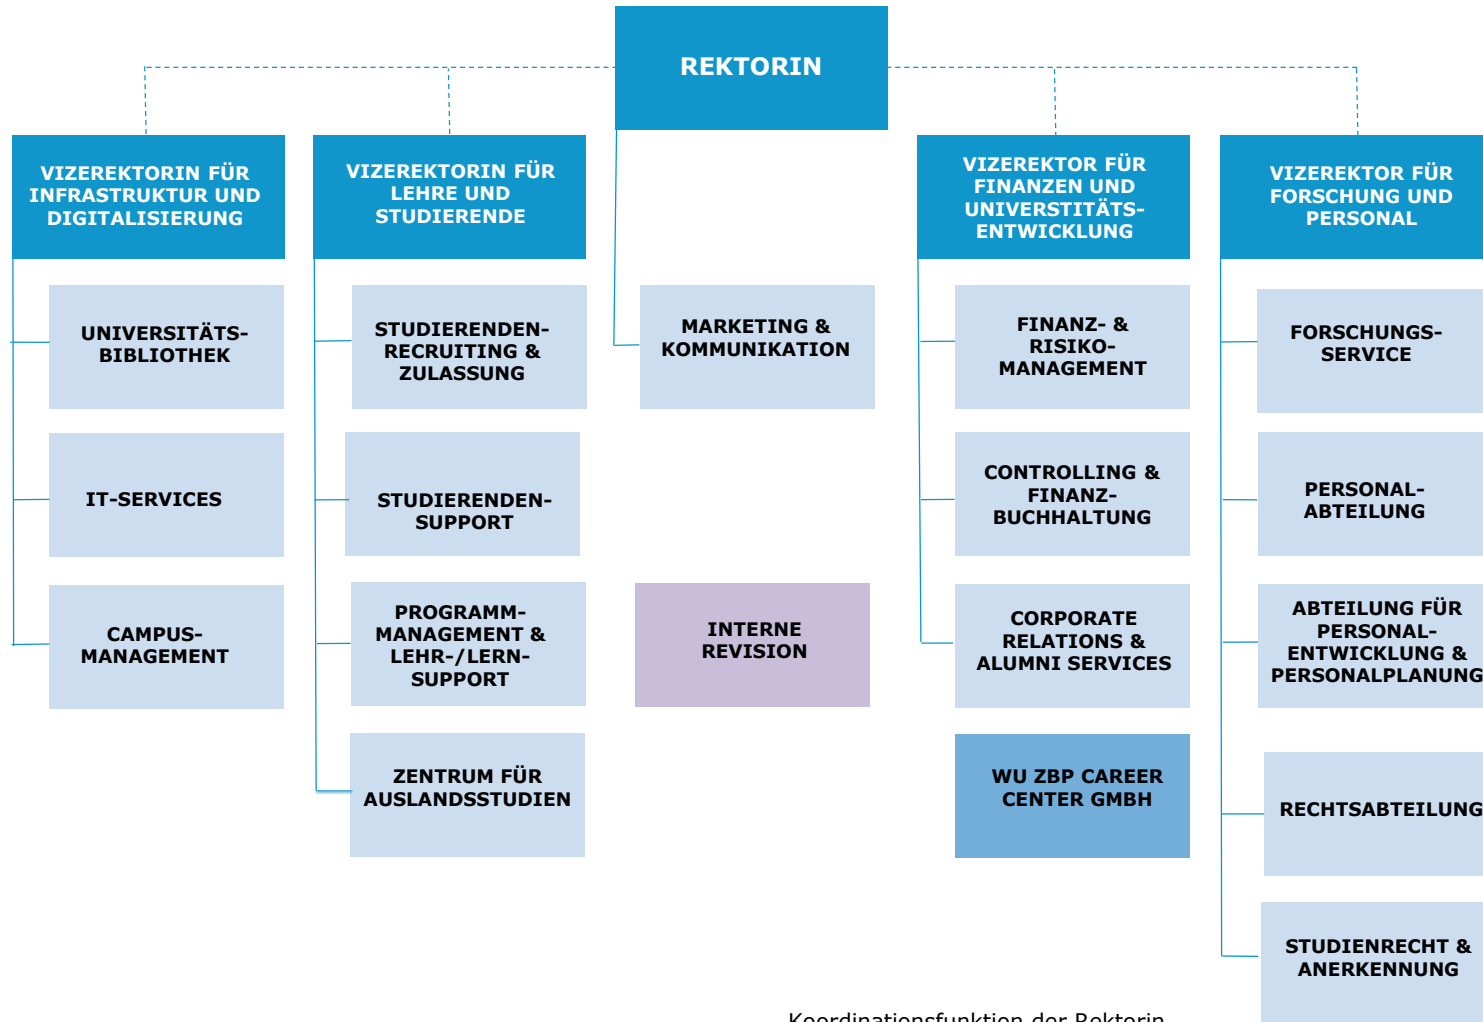 REKTORIN
VIZEREKTORIN FÜR
INFRASTRUKTUR UND
DIGITALISIERUNG
VIZEREKTORIN FÜR
LEHRE UND
STUDIERENDE
VIZEREKTOR FÜR
FINANZEN UND
UNIVERSTITÄTS-
ENTWICKLUNG
VIZEREKTOR FÜR
FORSCHUNG UND
PERSONAL
UNIVERSITÄTS-
BIBLIOTHEK
STUDIERENDEN-
RECRUITING &
ZULASSUNG
MARKETING &
KOMMUNIKATION
FINANZ- &
RISIKO-
MANAGEMENT
FORSCHUNGS-
SERVICE
IT-SERVICES
STUDIERENDEN-
SUPPORT
CONTROLLING &
FINANZ-
BUCHHALTUNG
PERSONAL-
ABTEILUNG
CAMPUS-
MANAGEMENT
PROGRAMM-
MANAGEMENT &
LEHR-/LERN-
SUPPORT
INTERNE
REVISION
CORPORATE
RELATIONS &
ALUMNI SERVICES
ABTEILUNG FÜR
PERSONAL-
ENTWICKLUNG &
PERSONALPLANUNG
ZENTRUM FÜR
AUSLANDSSTUDIEN
WU ZBP CAREER
CENTER GMBH
RECHTSABTEILUNG
STUDIENRECHT &
ANERKENNUNG
Koordinationsfunktion der Rektorin